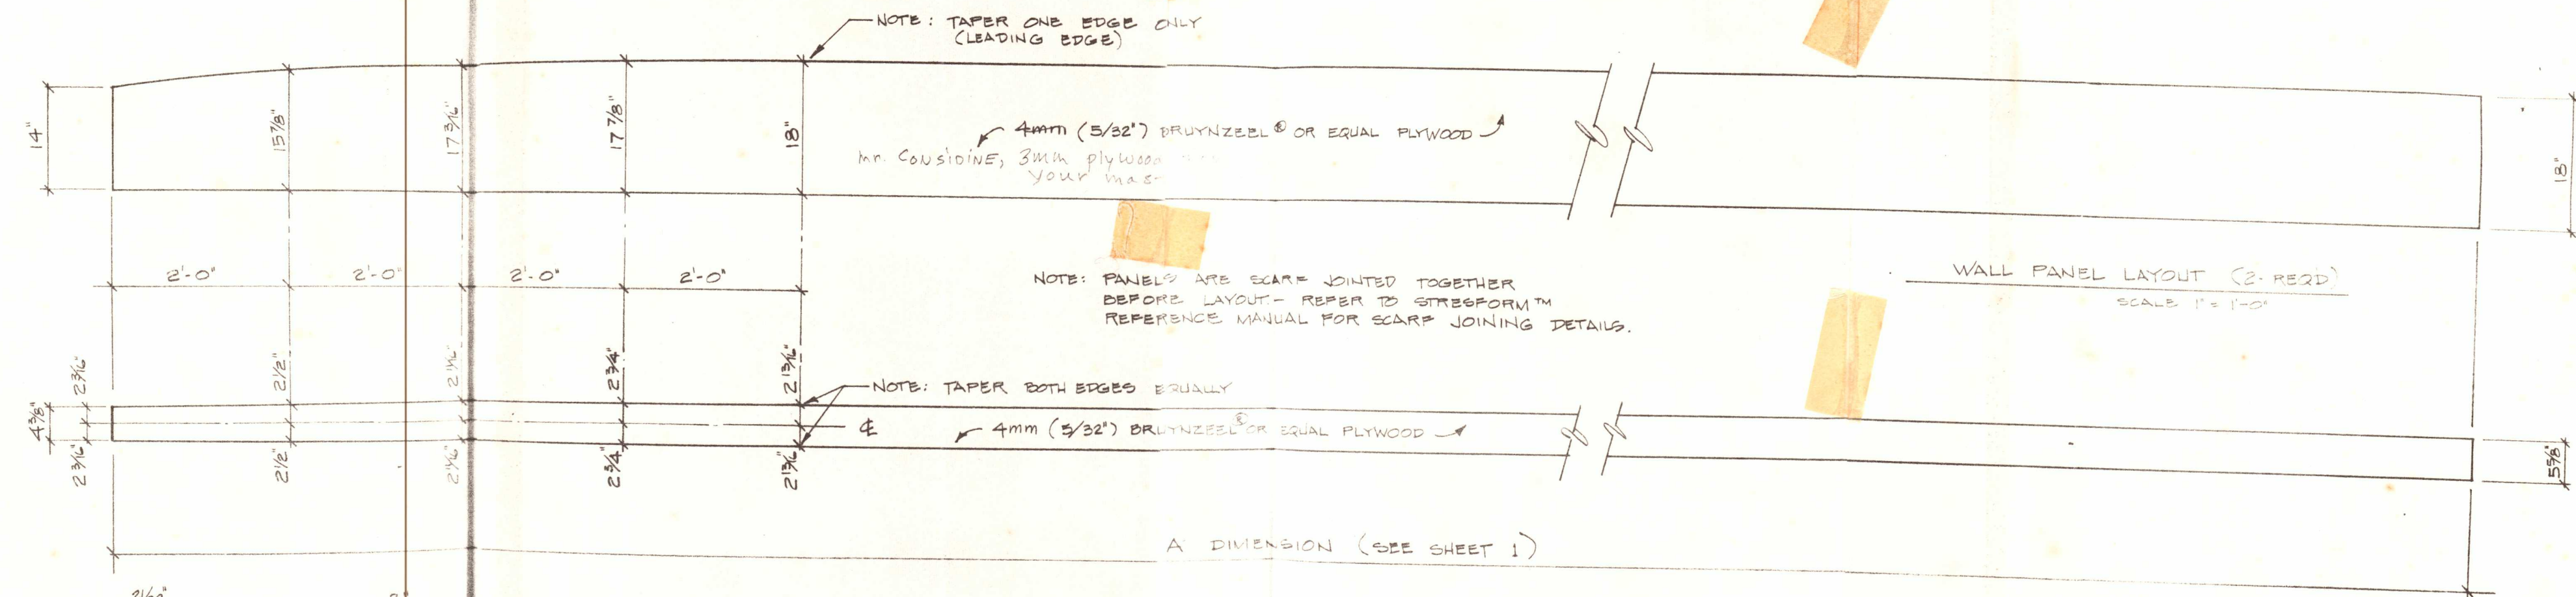 NOTE: TAPER ONE EDGE ONLY
(LEADING EDGE)
14"
15 7/8"
17 3/16"
17 7/8"
18"
4mm (5/32") BRUYNZEEL® OR EQUAL PLYWOOD
Mr. CONSIDINE, 3mm plywood
your mas-
18"
2'-0"
2'-0"
2'-0"
2'-0"
NOTE: PANELS ARE SCARF JOINTED TOGETHER
BEFORE LAYOUT - REFER TO STRESFORM™
REFERENCE MANUAL FOR SCARF JOINING DETAILS.
WALL PANEL LAYOUT (2-REQD)
SCALE 1" = 1'-0"
2 3/16"
2 1/2"
2 3/4"
2 13/16"
NOTE: TAPER BOTH EDGES EQUALLY
4 3/8"
℄
4mm (5/32") BRUYNZEEL® OR EQUAL PLYWOOD
2 3/16"
2 1/2"
2 3/4"
2 13/16"
5 5/8"
A DIMENSION (SEE SHEET 1)